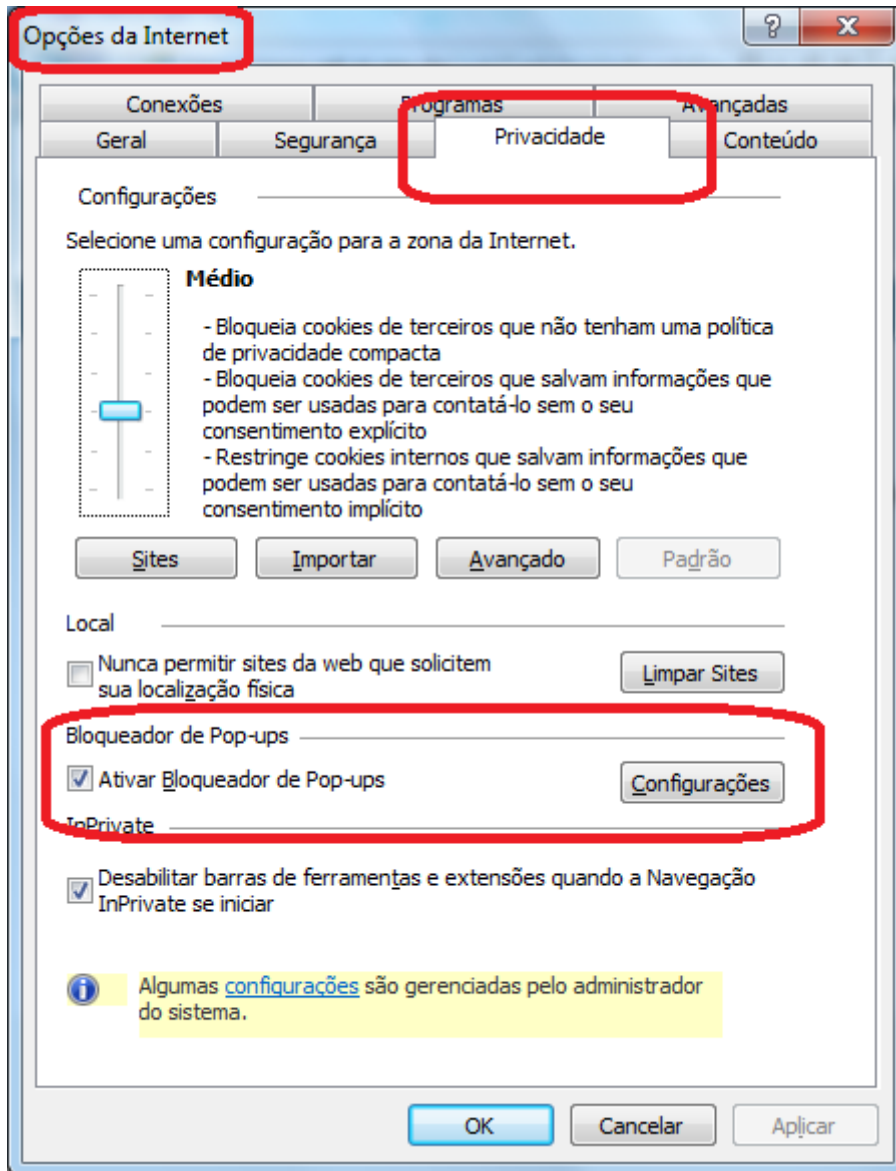 Opções da Internet
Conexões Programas Avançadas
Geral Segurança Privacidade Conteúdo
Configurações
Selecione uma configuração para a zona da Internet.
Médio
- Bloqueia cookies de terceiros que não tenham uma política
de privacidade compacta
- Bloqueia cookies de terceiros que salvam informações que
podem ser usadas para contatá-lo sem o seu
consentimento explícito
- Restringe cookies internos que salvam informações que
podem ser usadas para contatá-lo sem o seu
consentimento implícito
Sites Importar Avançado Padrão
Local
Nunca permitir sites da web que solicitem
sua localização física
Limpar Sites
Bloqueador de Pop-ups
Ativar Bloqueador de Pop-ups
Configurações
InPrivate
Desabilitar barras de ferramentas e extensões quando a Navegação
InPrivate se iniciar
Algumas configurações são gerenciadas pelo administrador
do sistema.
OK Cancelar Aplicar